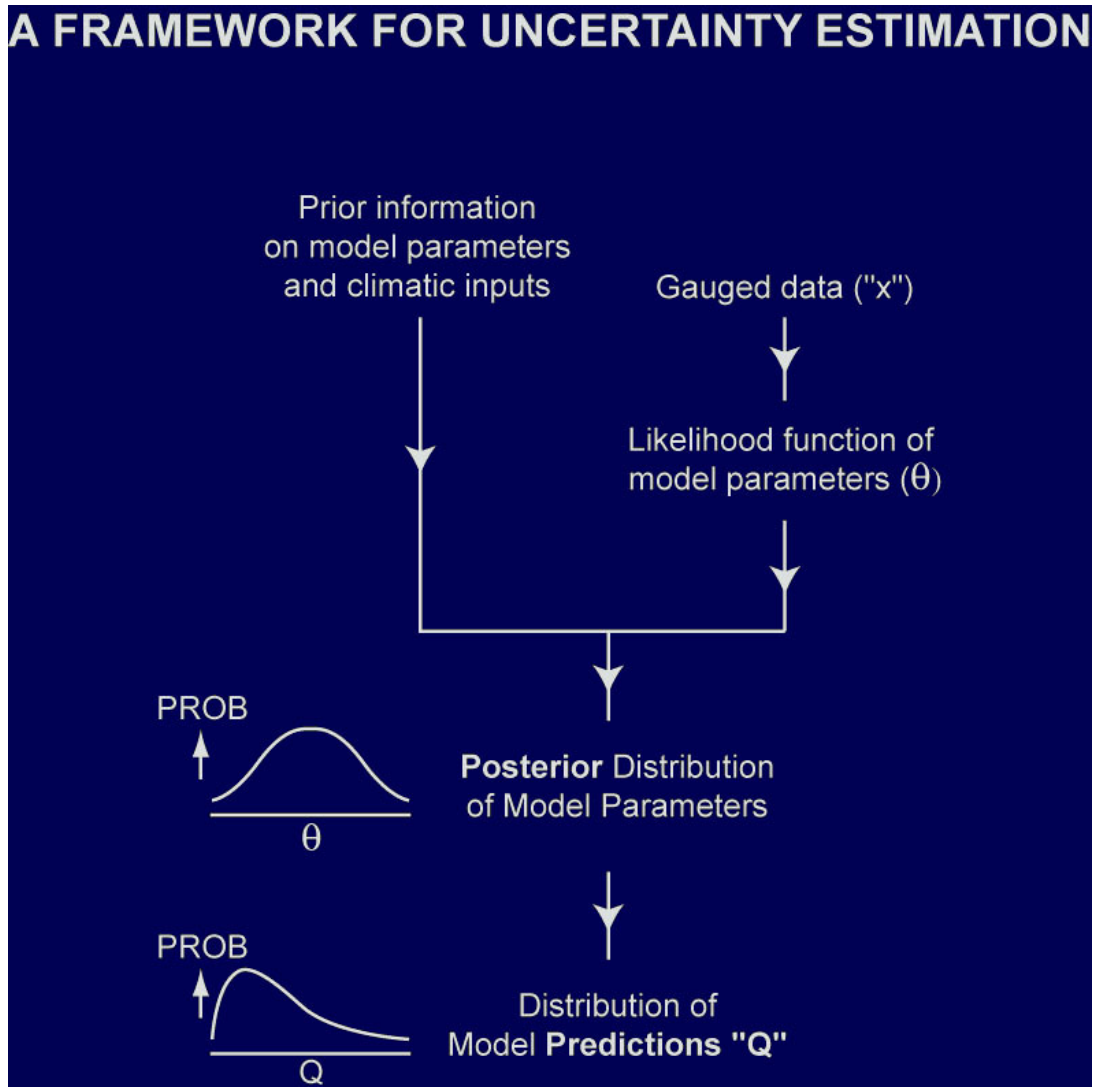 A FRAMEWORK FOR UNCERTAINTY ESTIMATION
Prior information
on model parameters
and climatic inputs
Gauged data ("x")
Likelihood function of
model parameters (θ)
PROB
θ
Posterior Distribution
of Model Parameters
PROB
Q
Distribution of
Model Predictions "Q"